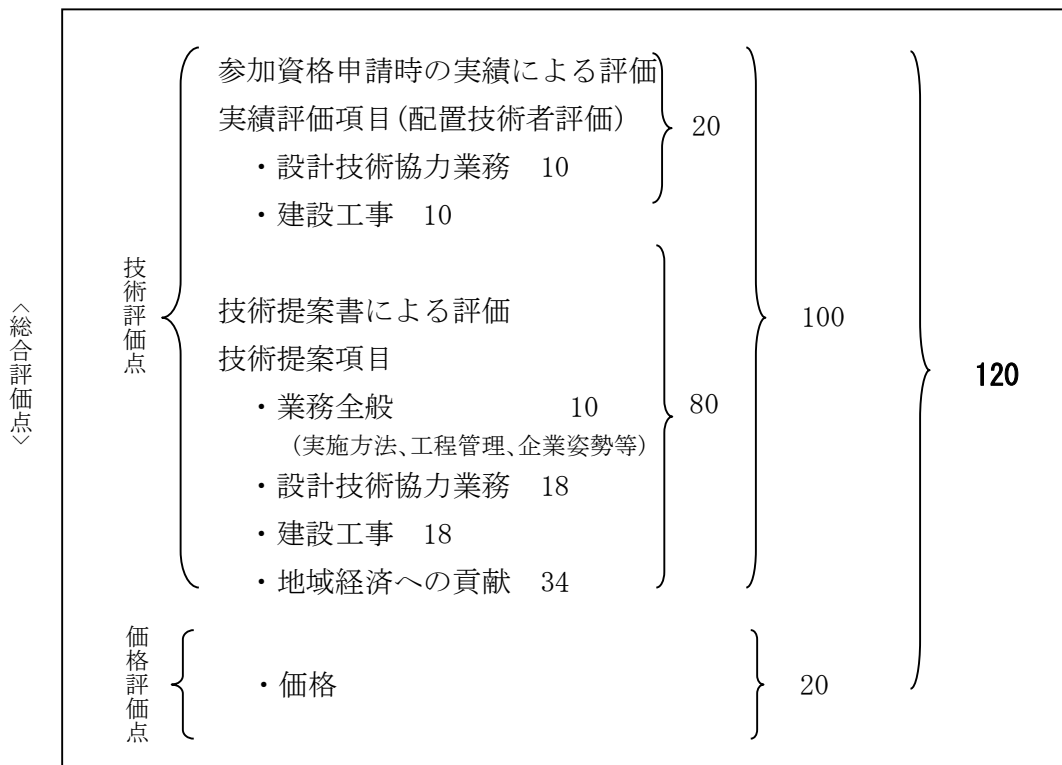 <総合評価点>
技術評価点
参加資格申請時の実績による評価
実績評価項目(配置技術者評価)
・設計技術協力業務　10
・建設工事　10
20
技術提案書による評価
技術提案項目
・業務全般　10
(実施方法、工程管理、企業姿勢等)
・設計技術協力業務　18
・建設工事　18
・地域経済への貢献　34
80
100
価格評価点
・価格
20
120